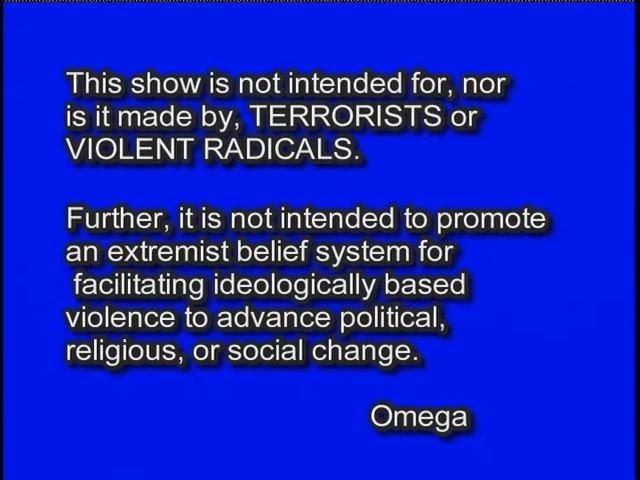 This show is not intended for, nor
is it made by, TERRORISTS or
VIOLENT RADICALS.
Further, it is not intended to promote
an extremist belief system for
facilitating ideologically based
violence to advance political,
religious, or social change.
Omega